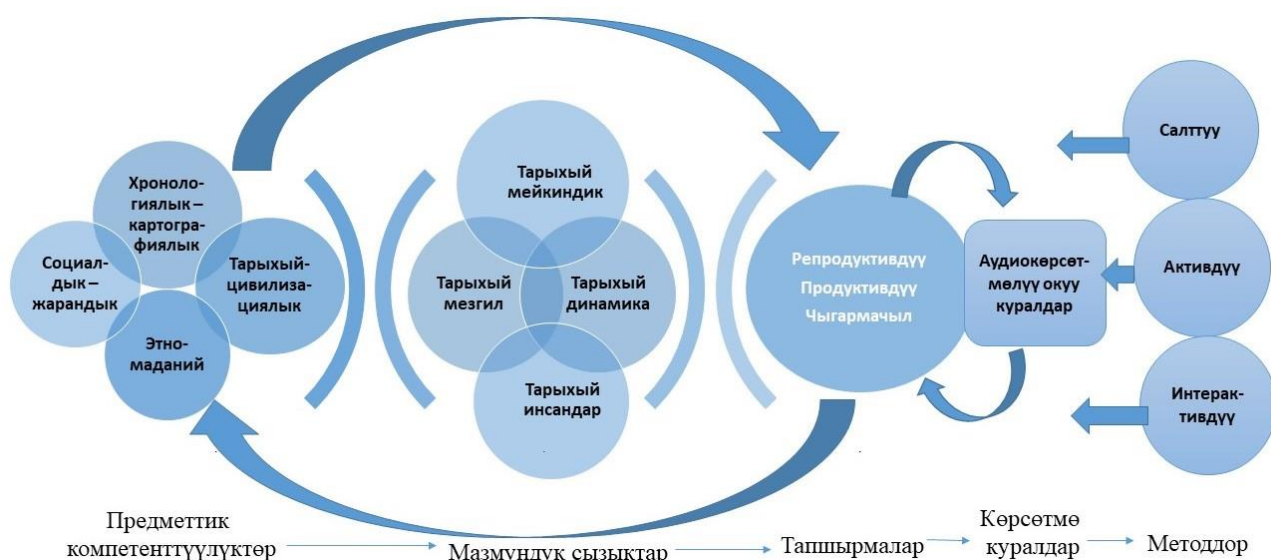 Хроноло-
гиялык –
картогра-
фиялык
Социал-
дык –
жарандык
Тарыхый-
цивилиза-
циялык
Этно-
маданий
Тарыхый
мейкиндик
Тарыхый
мезгил
Тарыхый
динамика
Тарыхый
инсандар
Репродуктивдүү
Продуктивдүү
Чыгармачыл
Аудиокөрсөт-
мөлүү окуу
куралдар
Салттуу
Активдүү
Интерак-
тивдүү
Предметтик
компетенттүүлүктөр
Мазмундук сызыктар
Тапшырмалар
Көрсөтмө
куралдар
Методдор